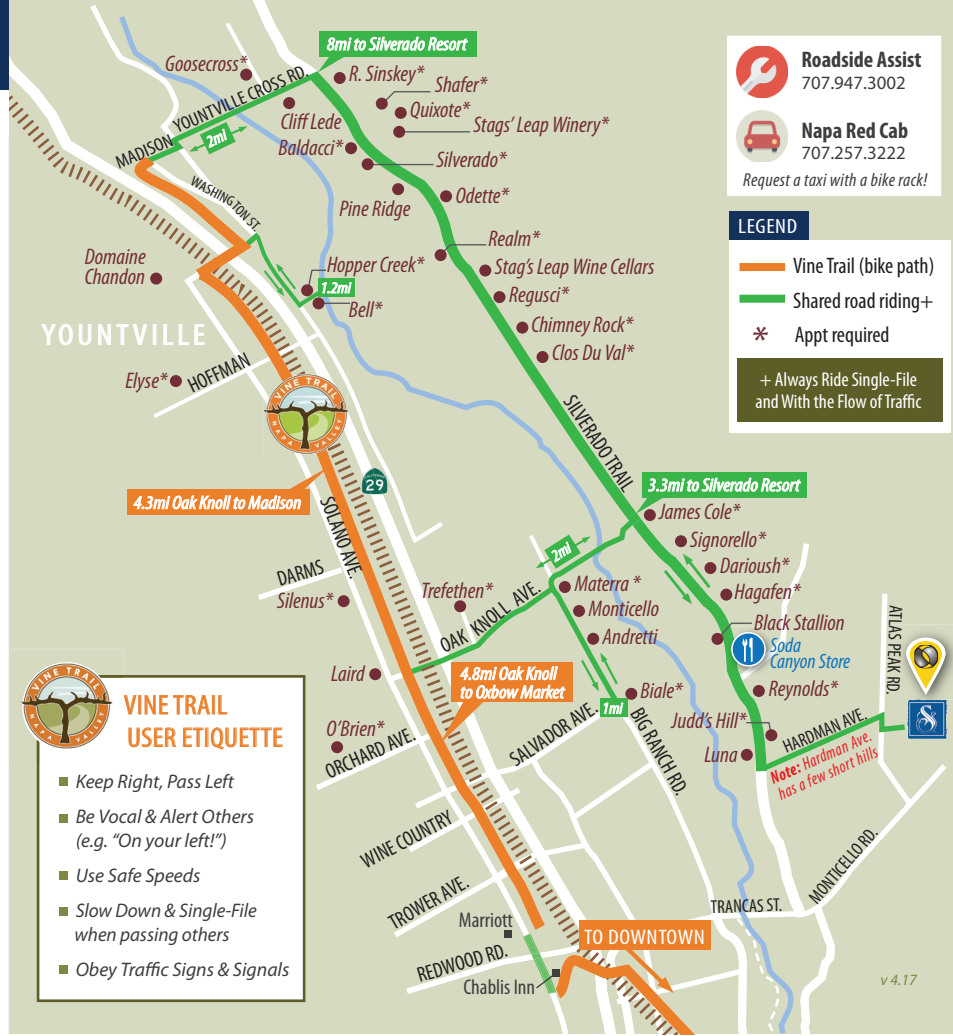 8mi to Silverado Resort
Goosecross*
R. Sinskey*
Shafer*
Quixote*
Stags' Leap Winery*
Cliff Lede
MADISON
YOUNTVILLE CROSS RD.
2mi
Baldacci*
Silverado*
Pine Ridge
Odette*
WASHINGTON ST.
Realm*
Domaine
Chandon
Hopper Creek*
1.2mi
Bell*
Stag's Leap Wine Cellars
Regusci*
YOUNTVILLE
Chimney Rock*
Clos Du Val*
Elyse*
HOFFMAN
VINE TRAIL
NAPA VALLEY
SILVERADO TRAIL
29
4.3mi Oak Knoll to Madison
SOLANO AVE.
3.3mi to Silverado Resort
James Cole*
Signorello*
Darioush*
Hagafen*
2mi
DARMS
Silenus*
Trefethen*
OAK KNOLL AVE.
Materra *
Monticello
Andretti
Black Stallion
Soda
Canyon Store
ATLAS PEAK RD.
Laird
4.8mi Oak Knoll
to Oxbow Market
Biale*
1mi
Reynolds*
Judd's Hill*
Luna
HARDMAN AVE.
Note: Hardman Ave.
has a few short hills
S
O'Brien*
ORCHARD AVE.
SALVADOR AVE.
BIG RANCH RD.
WINE COUNTRY
TROWER AVE.
MONTICELLO RD.
TRANCAS ST.
Marriott
TO DOWNTOWN
REDWOOD RD.
Chablis Inn
v 4.17
Roadside Assist
707.947.3002
Napa Red Cab
707.257.3222
Request a taxi with a bike rack!
LEGEND
Vine Trail (bike path)
Shared road riding+
* Appt required
+ Always Ride Single-File
and With the Flow of Traffic
VINE TRAIL
NAPA VALLEY
VINE TRAIL
USER ETIQUETTE
Keep Right, Pass Left
Be Vocal & Alert Others
(e.g. "On your left!")
Use Safe Speeds
Slow Down & Single-File
when passing others
Obey Traffic Signs & Signals